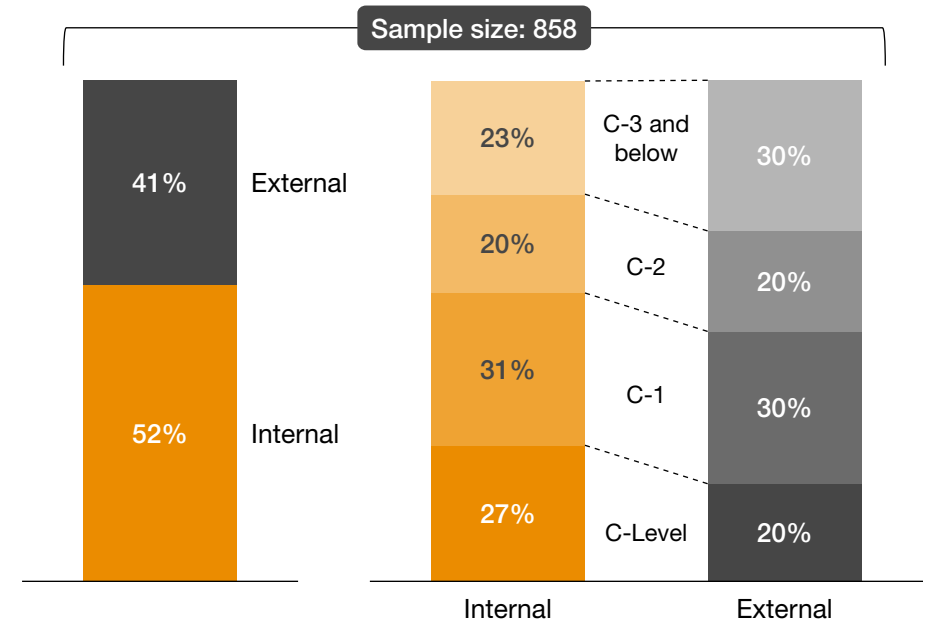 Sample size: 858
41%
External
52%
Internal
23%
20%
31%
27%
C-3 and
below
C-2
C-1
C-Level
30%
20%
30%
20%
Internal
External